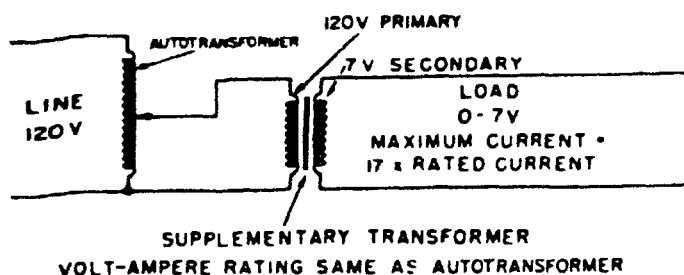 120V PRIMARY
AUTOTRANSFORMER
7V SECONDARY
LINE
120V
LOAD
0-7V
MAXIMUM CURRENT =
17 x RATED CURRENT
SUPPLEMENTARY TRANSFORMER
VOLT-AMPERE RATING SAME AS AUTOTRANSFORMER